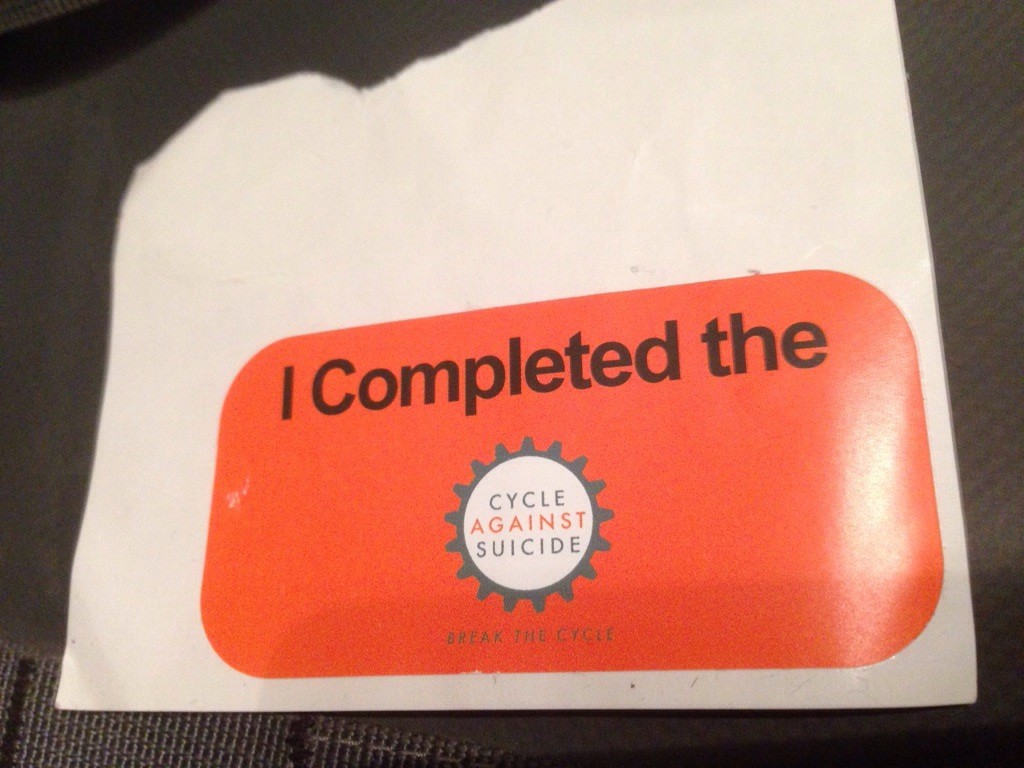 I Completed the
CYCLE
AGAINST
SUICIDE
BREAK THE CYCLE